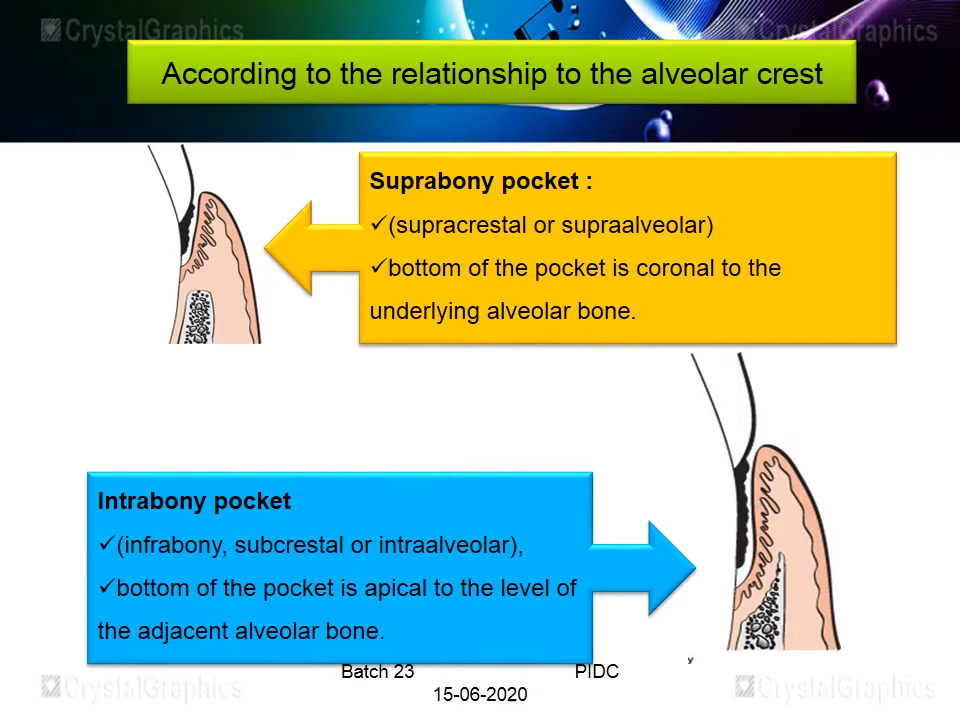 CrystalGraphics CrystalGraphics
According to the relationship to the alveolar crest
Suprabony pocket :
✓(supracrestal or supraalveolar)
✓bottom of the pocket is coronal to the
underlying alveolar bone.
Intrabony pocket
✓(infrabony, subcrestal or intraalveolar),
✓bottom of the pocket is apical to the level of
the adjacent alveolar bone.
y
Batch 23 PIDC
15-06-2020
CrystalGraphics CrystalGraphics